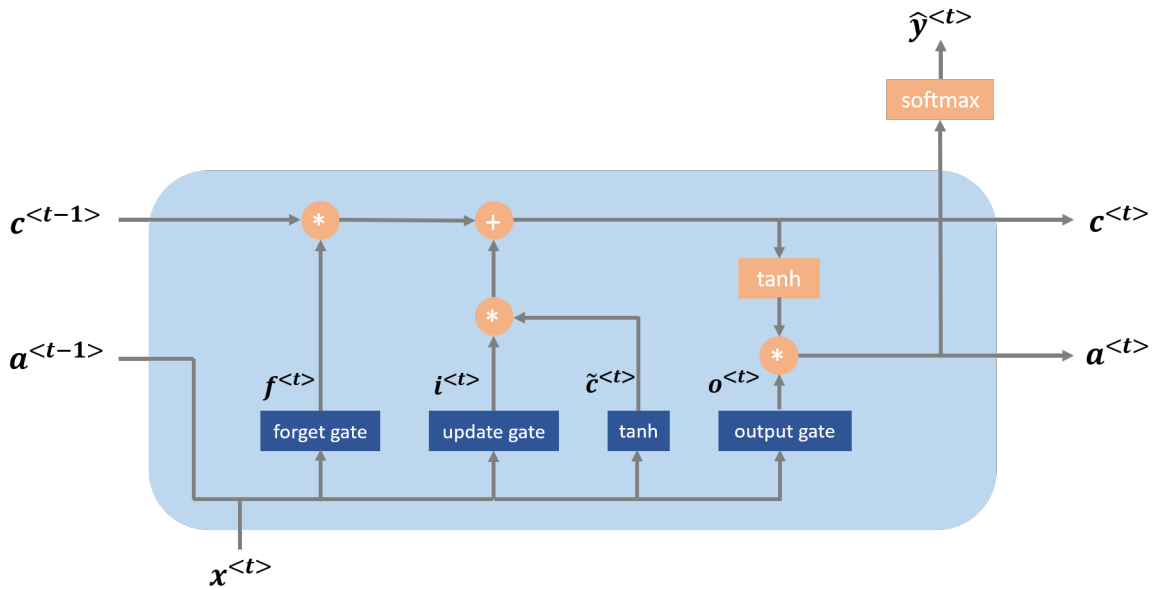 ŷ<t>
softmax
c<t-1> * + c<t>
tanh
a<t-1> * * a<t>
f<t> i<t> c̃<t> o<t>
forget gate update gate tanh output gate
x<t>